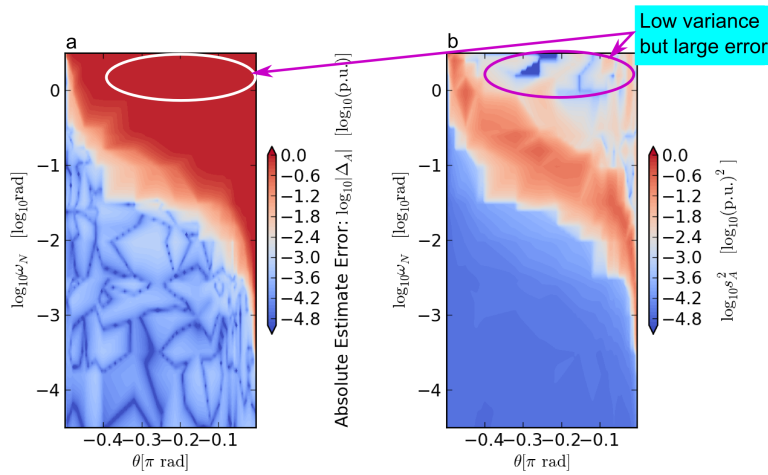 Low variance
but large error
a
b
0
−1
−2
−3
−4
log₁₀ω_N [log₁₀rad]
−0.4 −0.3 −0.2 −0.1
θ[π rad]
0.0
−0.6
−1.2
−1.8
−2.4
−3.0
−3.6
−4.2
−4.8
Absolute Estimate Error: log₁₀|Δ_A| [log₁₀(p.u.)]
0
−1
−2
−3
−4
log₁₀ω_N [log₁₀rad]
−0.4 −0.3 −0.2 −0.1
θ[π rad]
0.0
−0.6
−1.2
−1.8
−2.4
−3.0
−3.6
−4.2
−4.8
log₁₀s²_A [log₁₀(p.u.)²]